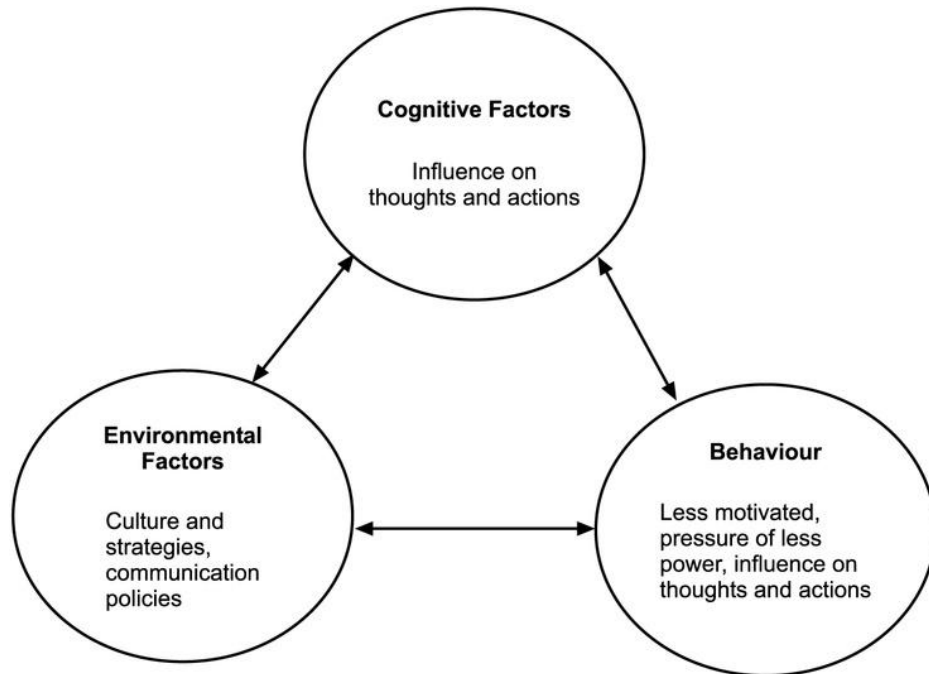 Cognitive Factors
Influence on
thoughts and actions
Environmental
Factors
Culture and
strategies,
communication
policies
Behaviour
Less motivated,
pressure of less
power, influence on
thoughts and actions